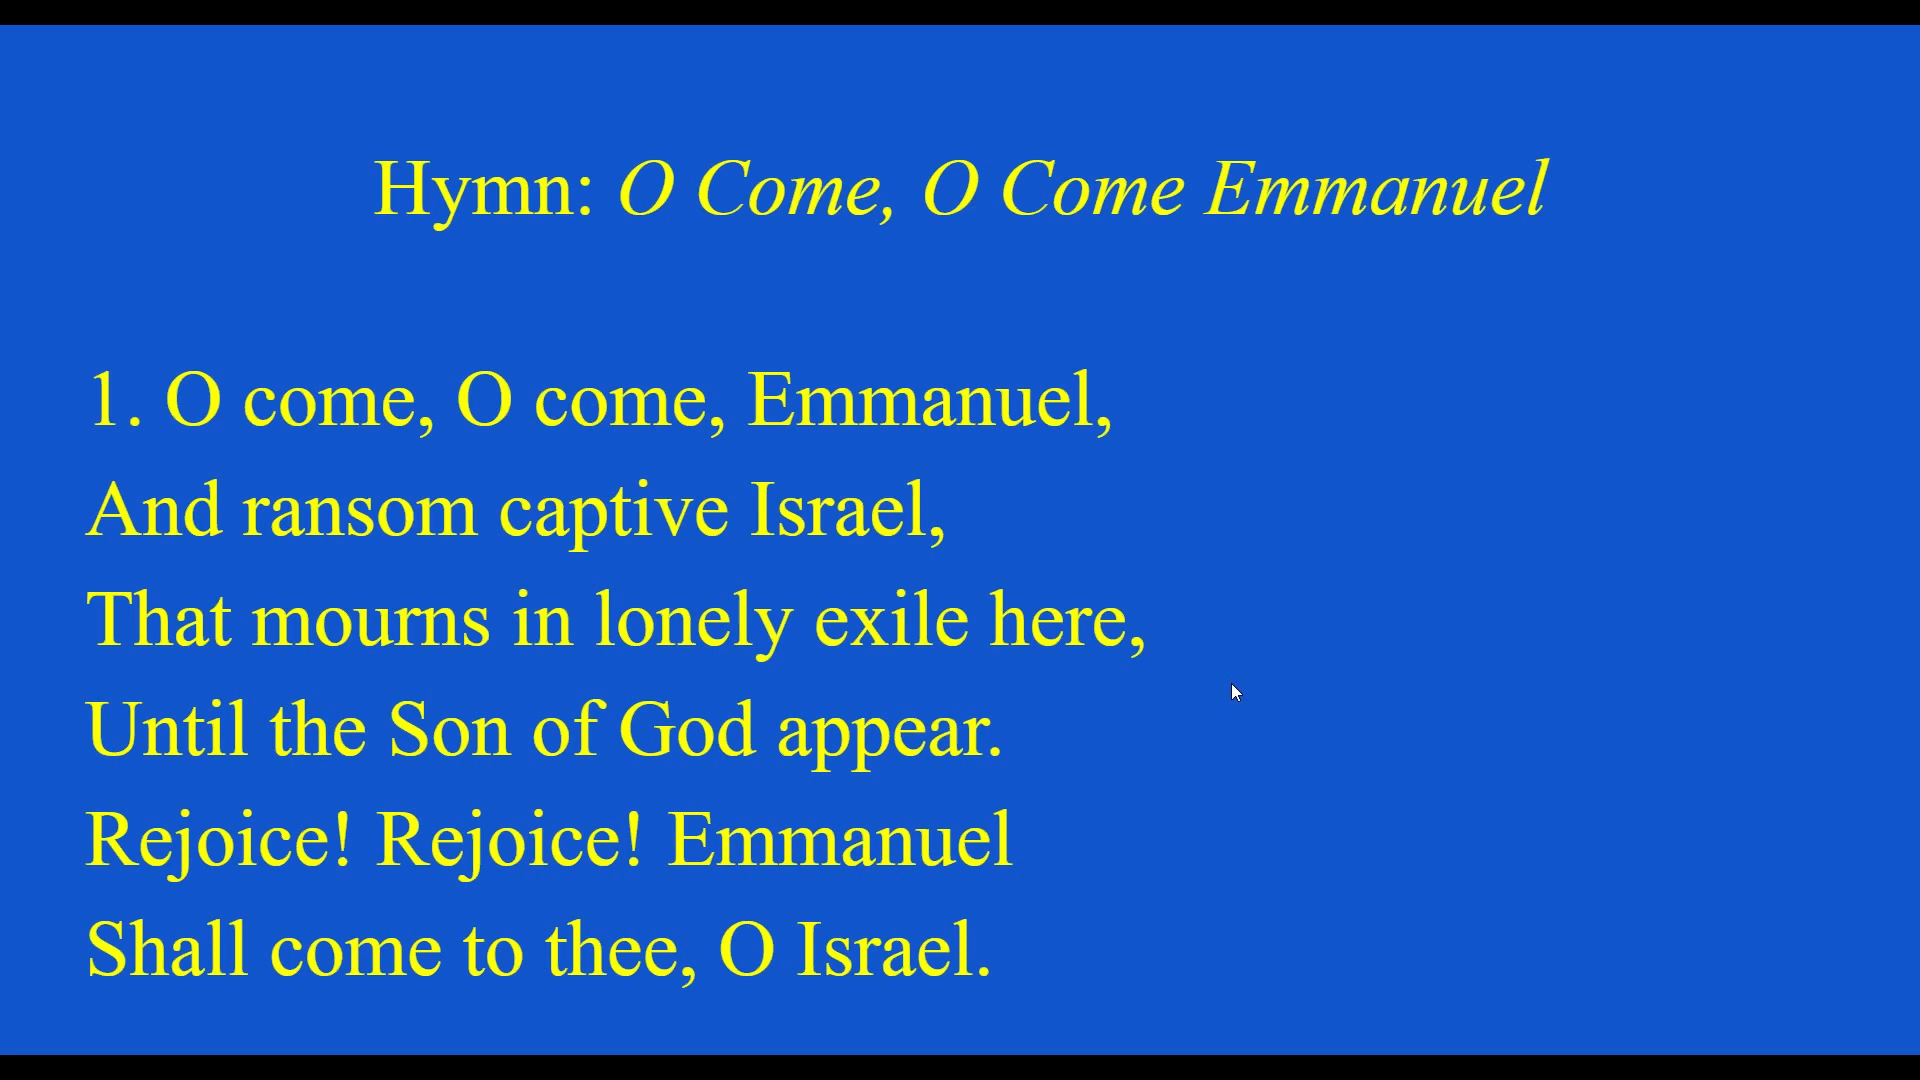 Hymn: O Come, O Come Emmanuel
1. O come, O come, Emmanuel,
And ransom captive Israel,
That mourns in lonely exile here,
Until the Son of God appear.
Rejoice! Rejoice! Emmanuel
Shall come to thee, O Israel.